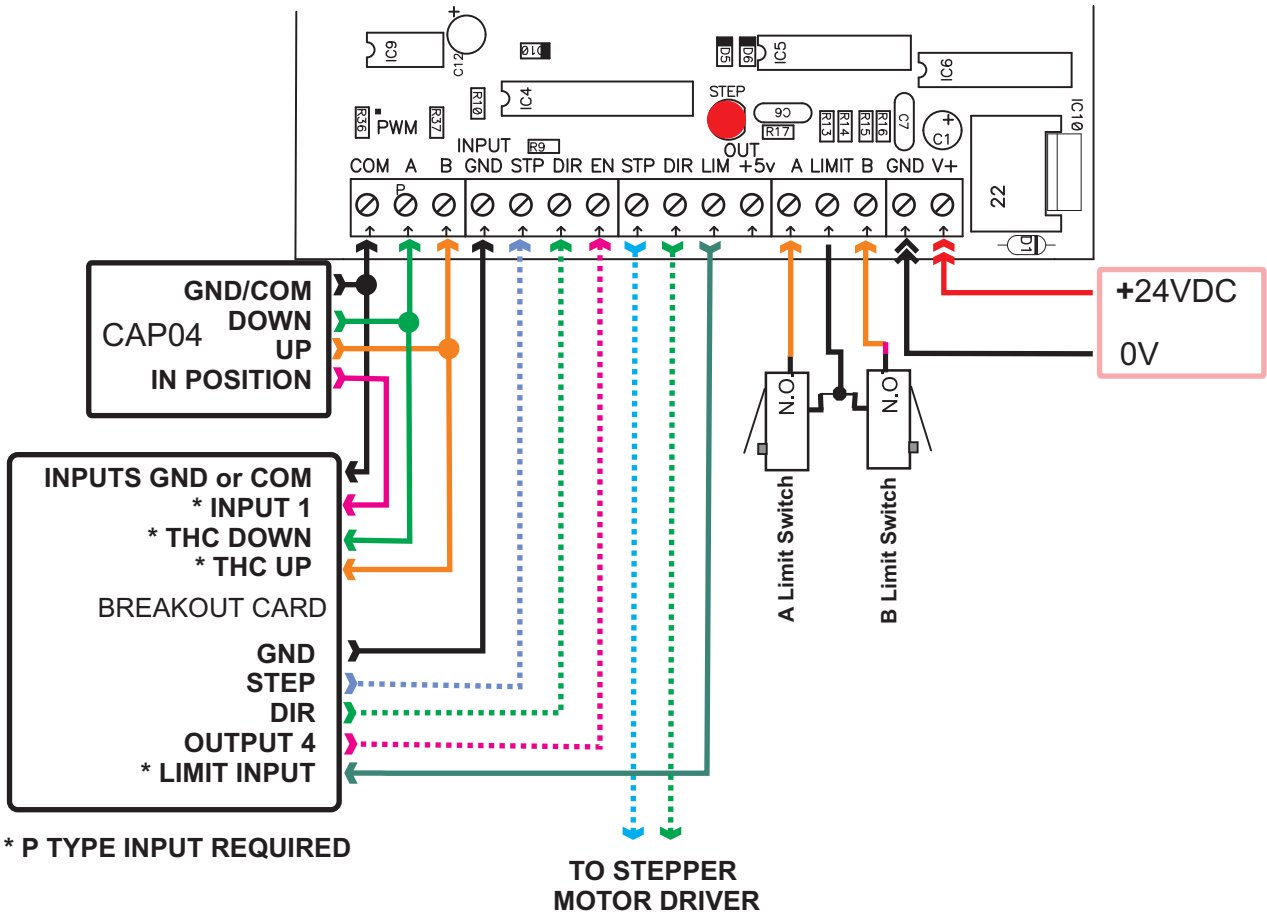 IC9
C12
+
D10
D5
D6
IC5
IC6
R10
IC4
STEP
C6
R36
PWM
R37
R17
R13
R14
R15
R16
C7
+
C1
IC10
INPUT
R9
OUT
COM A B GND STP DIR EN STP DIR LIM +5v A LIMIT B GND V+
P
22
D1
CAP04
GND/COM
DOWN
UP
IN POSITION
+24VDC
0V
N.O
N.O
A Limit Switch
B Limit Switch
INPUTS GND or COM
* INPUT 1
* THC DOWN
* THC UP
BREAKOUT CARD
GND
STEP
DIR
OUTPUT 4
* LIMIT INPUT
* P TYPE INPUT REQUIRED
TO STEPPER
MOTOR DRIVER